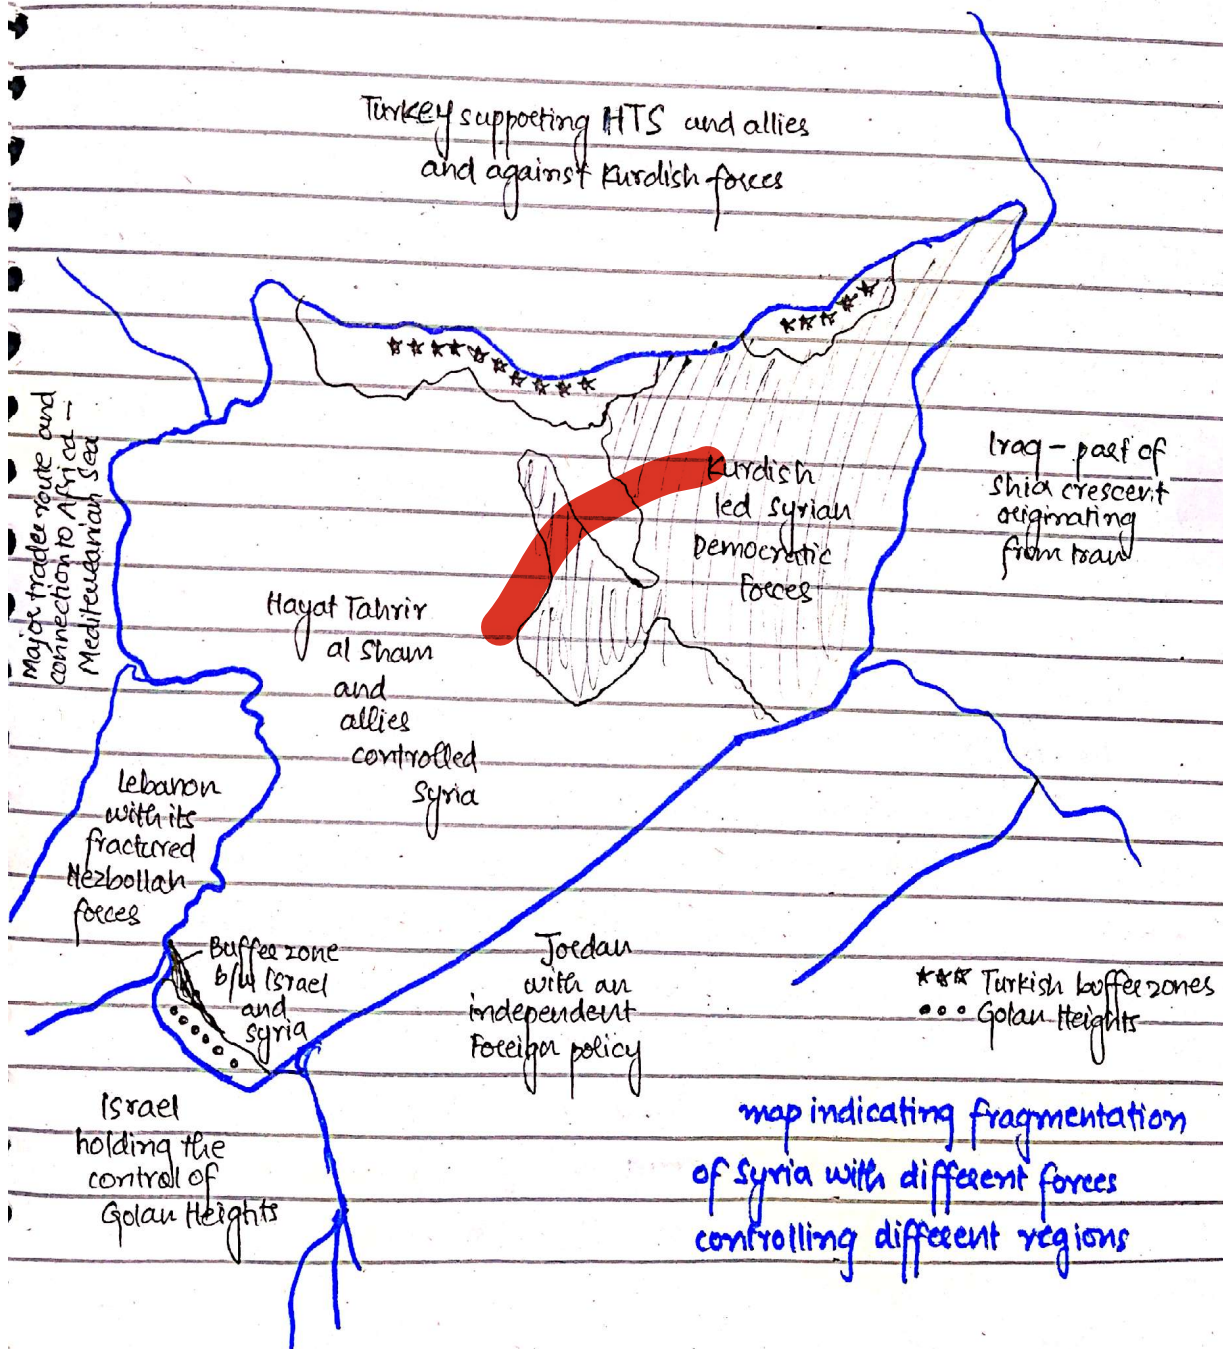 Turkey supporting HTS and allies
and against Kurdish forces
Major trade route and
connection to Africa -
Mediterranian sea
Kurdish
led Syrian
Democratic
Forces
Iraq - part of
shia crescent
originating
from Iran
Hayat Tahrir
al Sham
and
allies
controlled
Syria
Lebanon
with its
fractured
Hezbollah
forces
Buffer zone
b/w Israel
and
Syria
Jordan
with an
independent
Foreign policy
*** Turkish buffer zones
••• Golan Heights
Israel
holding the
control of
Golan Heights
map indicating fragmentation
of Syria with different forces
controlling different regions